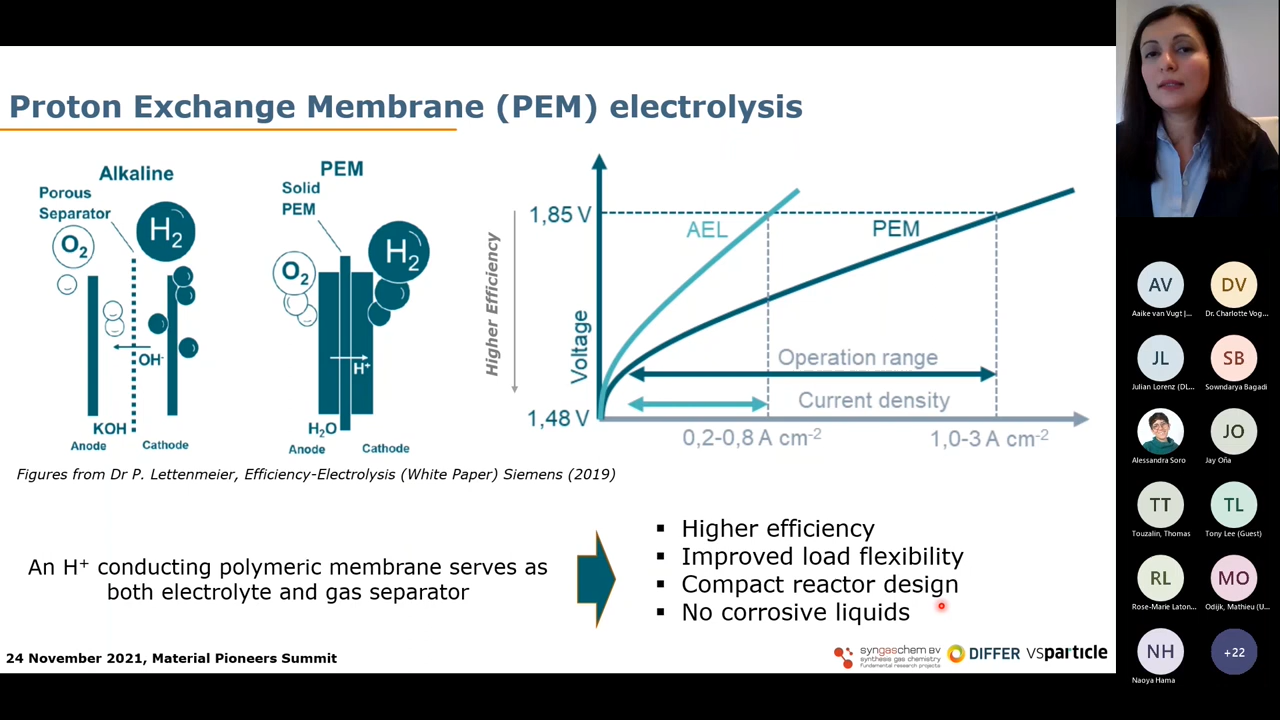 Proton Exchange Membrane (PEM) electrolysis
Alkaline
Porous
Separator
O2
H2
OH-
KOH
Anode
Cathode
PEM
Solid
PEM
O2
H2
H+
H2O
Anode
Cathode
Higher Efficiency
Voltage
1,85 V
1,48 V
AEL
PEM
Operation range
Current density
0,2-0,8 A cm-2
1,0-3 A cm-2
Figures from Dr P. Lettenmeier, Efficiency-Electrolysis (White Paper) Siemens (2019)
An H+ conducting polymeric membrane serves as
both electrolyte and gas separator
▪ Higher efficiency
▪ Improved load flexibility
▪ Compact reactor design
▪ No corrosive liquids
24 November 2021, Material Pioneers Summit
syngaschem BV
synthesis gas chemistry
fundamental research projects
DIFFER
VSPARTICLE
AV
Aaike van Vugt |...
DV
Dr. Charlotte Vog...
JL
Julian Lorenz (DL...
SB
Sowndarya Bagadi
Alessandra Soro
JO
Jay Oña
TT
Touzalin, Thomas
TL
Tony Lee (Guest)
RL
Rose-Marie Laton...
MO
Odijk, Mathieu (U...
NH
Naoya Hama
+22